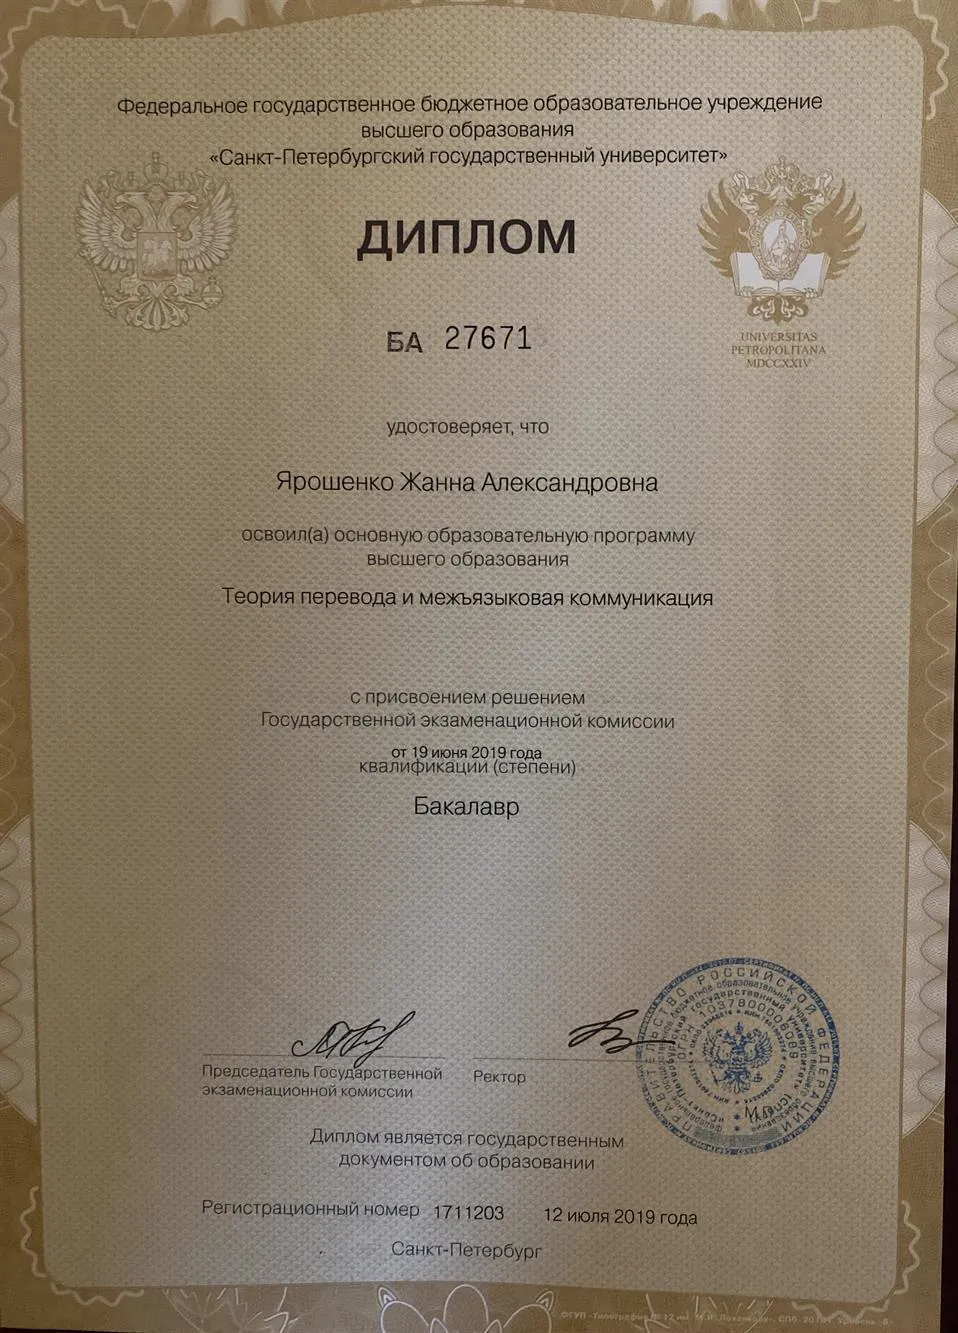 Федеральное государственное бюджетное образовательное учреждение
высшего образования
«Санкт-Петербургский государственный университет»
ДИПЛОМ
БА 27671
UNIVERSITAS
PETROPOLITANA
MDCCXXIV
удостоверяет, что
Ярошенко Жанна Александровна
освоил(а) основную образовательную программу
высшего образования
Теория перевода и межъязыковая коммуникация
с присвоением решением
Государственной экзаменационной комиссии
от 19 июня 2019 года
квалификации (степени)
Бакалавр
Председатель Государственной
экзаменационной комиссии
Ректор
ПРАВИТЕЛЬСТВО РОССИЙСКОЙ ФЕДЕРАЦИИ
М.П.
Диплом является государственным
документом об образовании
Регистрационный номер 1711203 12 июля 2019 года
Санкт-Петербург